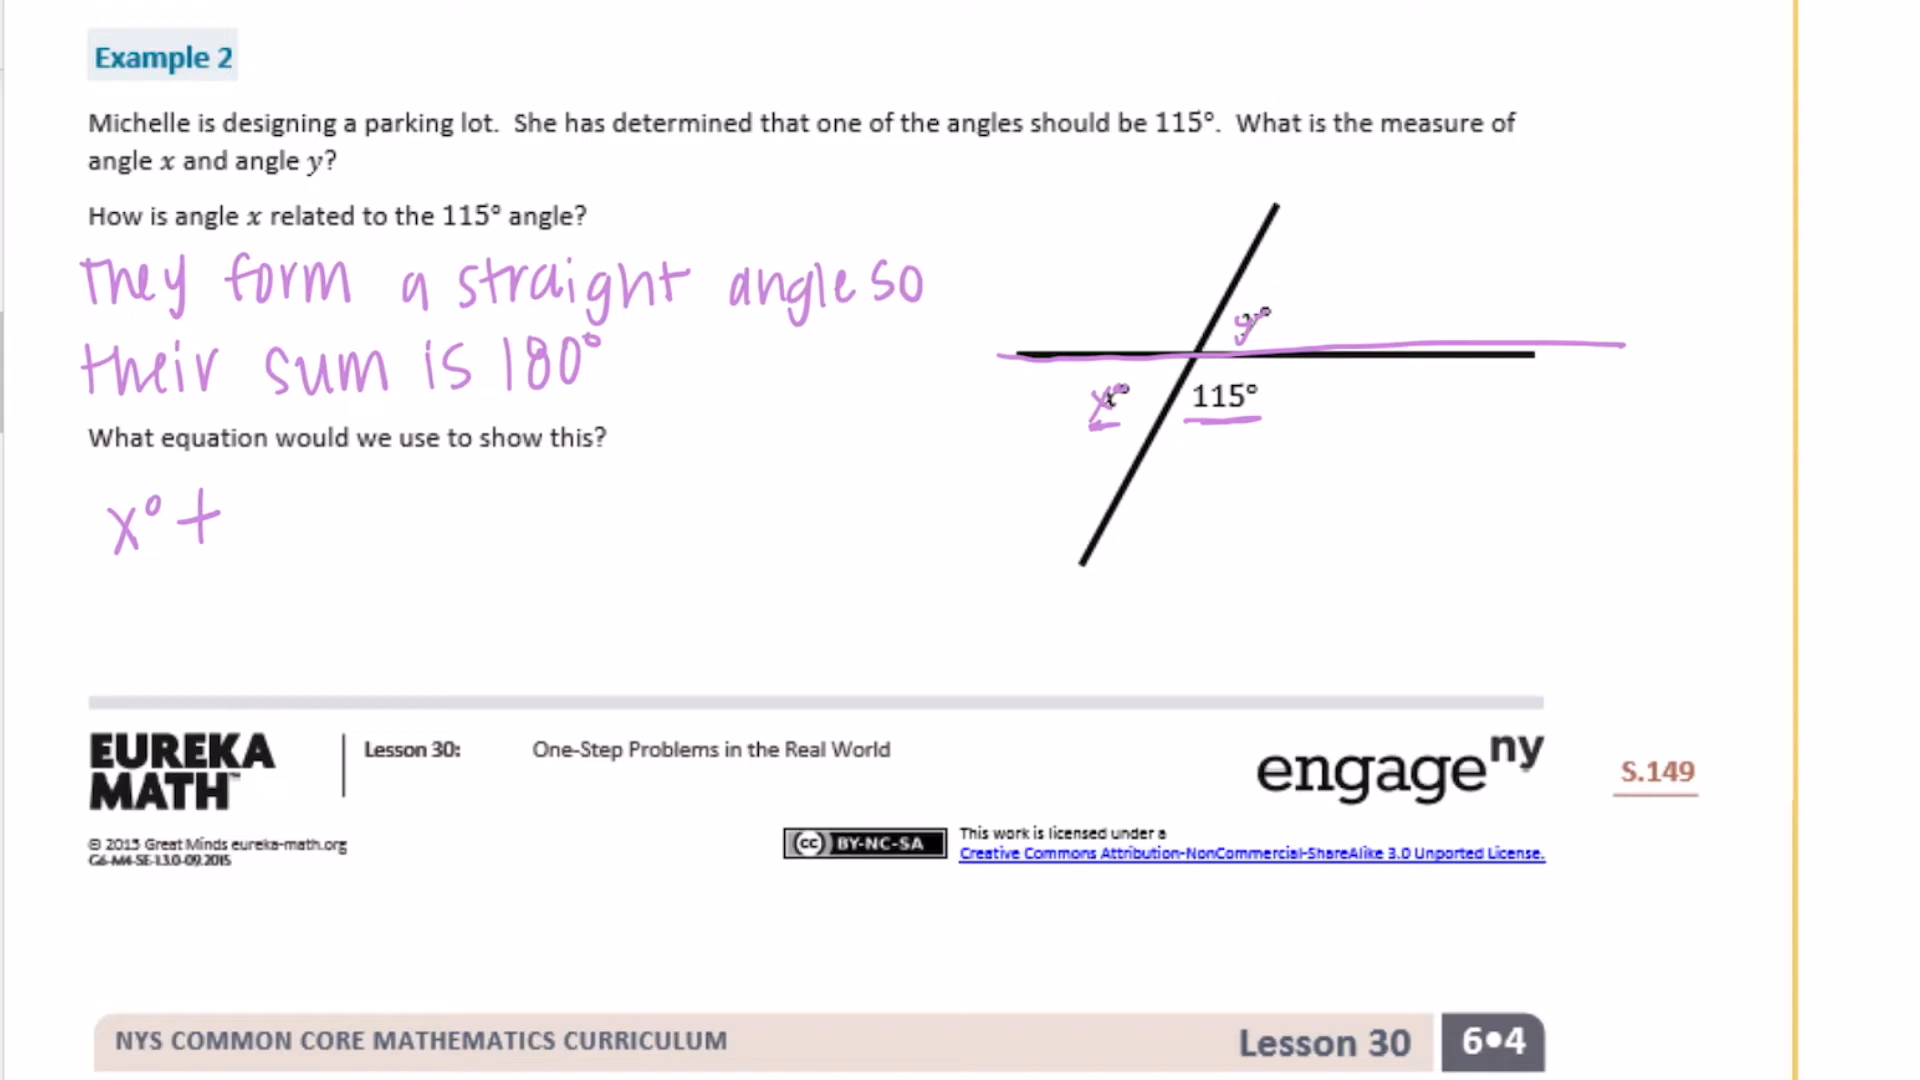 Example 2
Michelle is designing a parking lot. She has determined that one of the angles should be 115°. What is the measure of
angle x and angle y?
How is angle x related to the 115° angle?
They form a straight angle so
their sum is 180°
What equation would we use to show this?
x° +
y°
x°
115°
EUREKA
MATH™
Lesson 30:
One-Step Problems in the Real World
engage ny
S.149
© 2015 Great Minds eureka-math.org
G6-M4-SE-1.3.0-09.2015
cc BY-NC-SA
This work is licensed under a
Creative Commons Attribution-NonCommercial-ShareAlike 3.0 Unported License.
NYS COMMON CORE MATHEMATICS CURRICULUM
Lesson 30
6•4